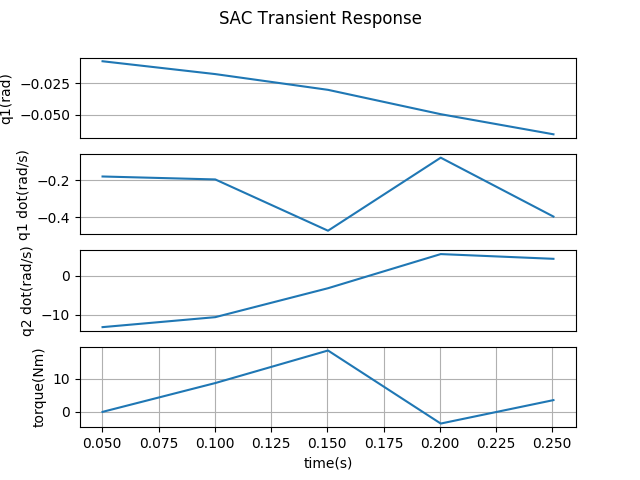 SAC Transient Response
q1(rad)
−0.025
−0.050
q1 dot(rad/s)
−0.2
−0.4
q2 dot(rad/s)
0
−10
torque(Nm)
10
0
0.050 0.075 0.100 0.125 0.150 0.175 0.200 0.225 0.250
time(s)